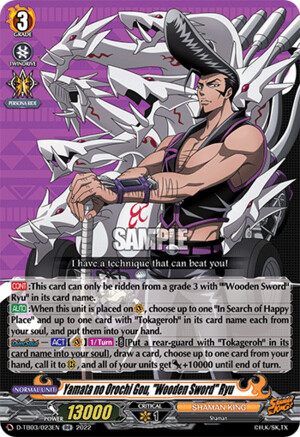 3
GRADE
TWINDRIVE
PERSONA RIDE
SAMPLE
I have a technique that can beat you!
CONT:This card can only be ridden from a grade 3 with ""Wooden Sword" Ryu" in its card name.
AUTO:When this unit is placed on, choose up to one "In Search of Happy
Place" and up to one card with "Tokageroh" in its card name each from
your soul, and put them into your hand.
ACT 1/Turn:[Put a rear-guard with "Tokageroh" in its
card name into your soul], draw a card, choose up to one card from your
hand, call it to, and all of your units get +10000 until end of turn.
NORMAL UNIT
Yamata no Orochi Gou, "Wooden Sword" Ryu
POWER
13000
CRITICAL
1
SHAMAN KING
Shaman
D-TB03/023EN RR 2022
©H.K/SK,TX